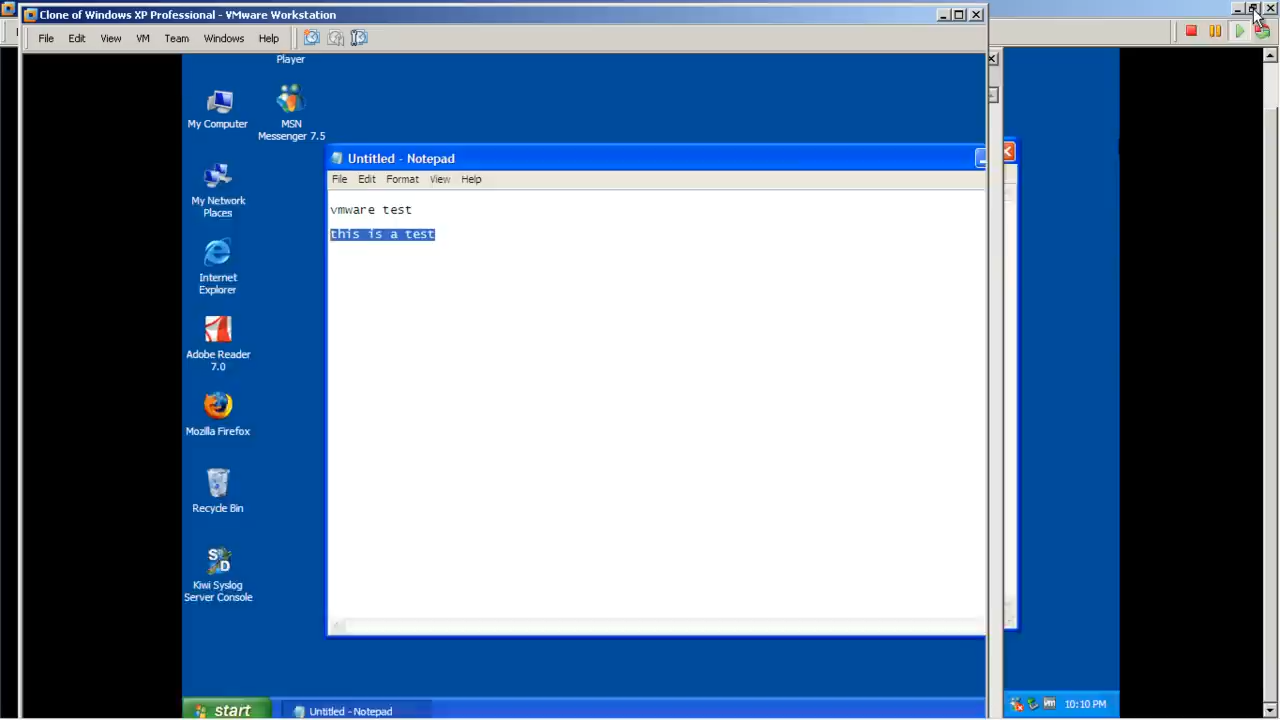 Clone of Windows XP Professional - VMware Workstation
File Edit View VM Team Windows Help
Player
My Computer
MSN
Messenger 7.5
Untitled - Notepad
File Edit Format View Help
vmware test
this is a test
My Network
Places
Internet
Explorer
Adobe Reader
7.0
Mozilla Firefox
Recycle Bin
Kiwi Syslog
Server Console
start
Untitled - Notepad
10:10 PM